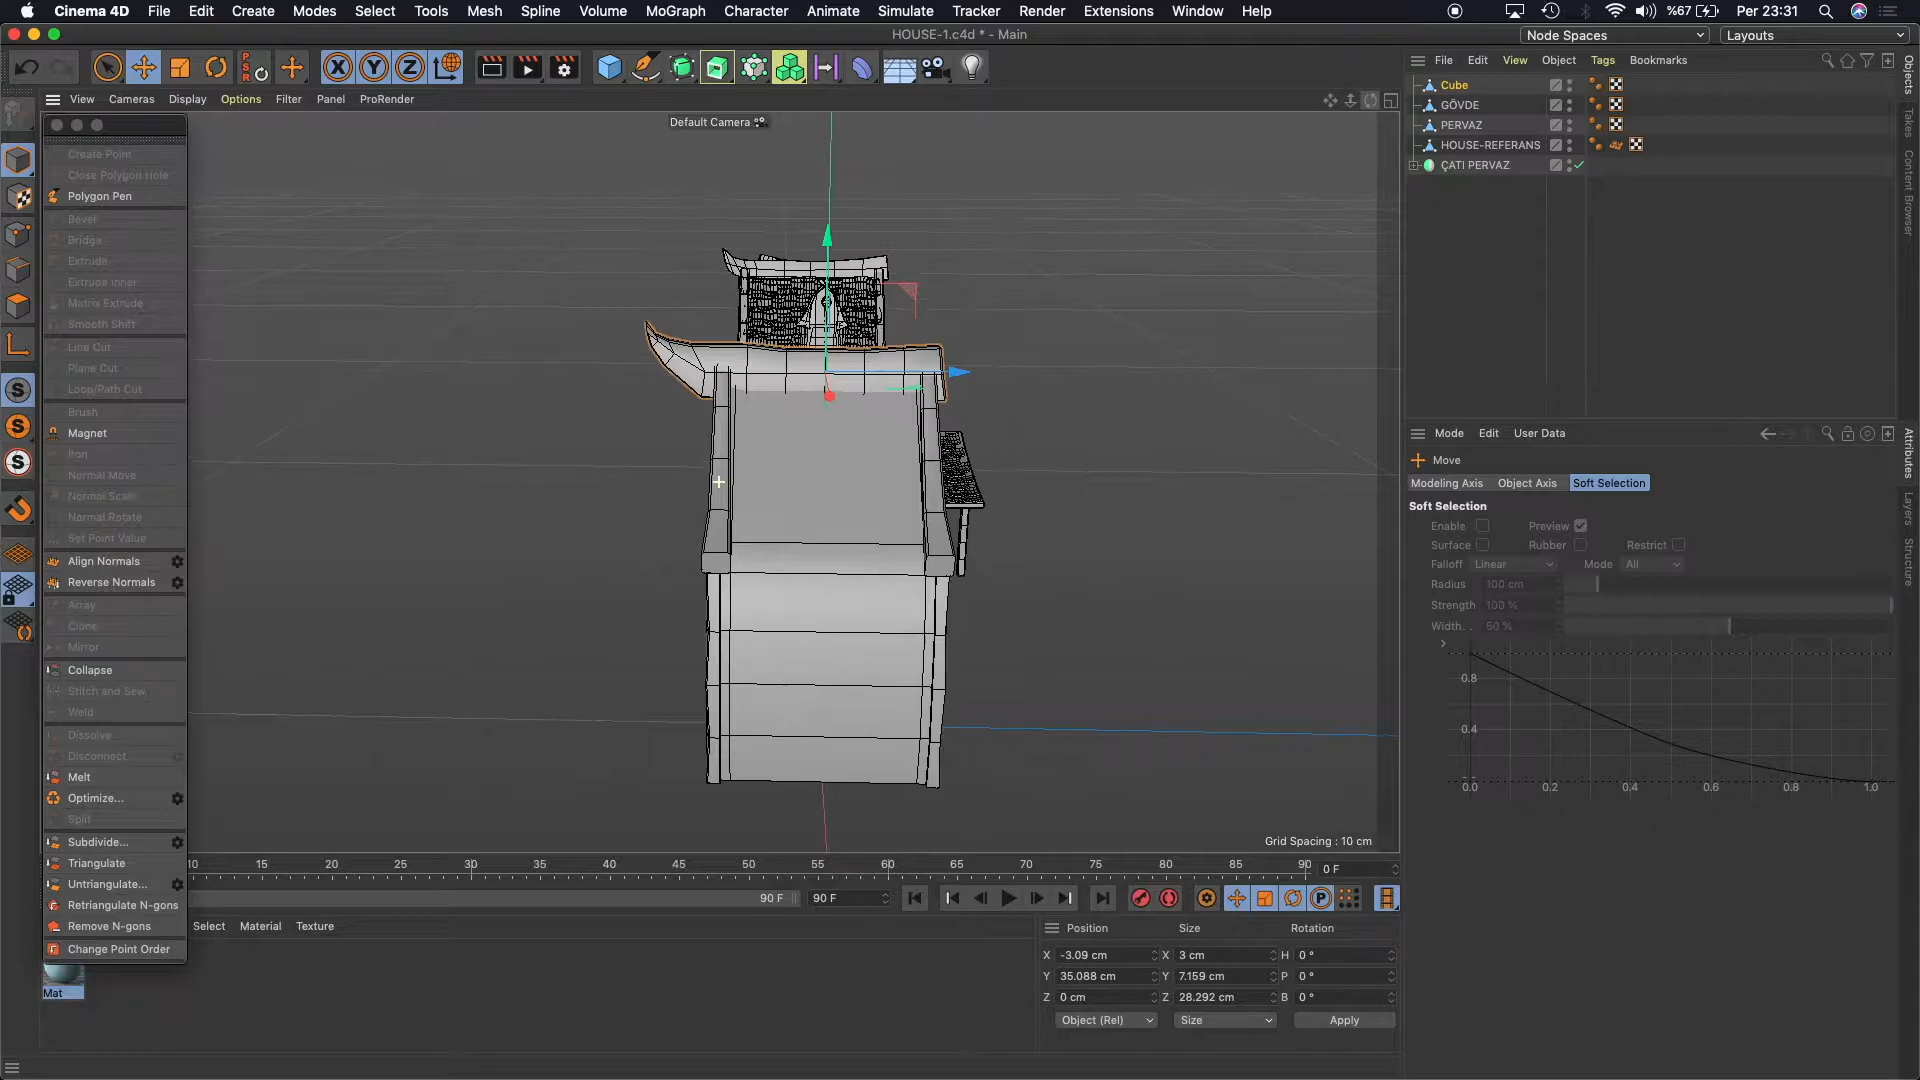 Cinema 4D File Edit Create Modes Select Tools Mesh Spline Volume MoGraph Character Animate Simulate Tracker Render Extensions Window Help %67 Per 23:31
HOUSE-1.c4d * - Main
Node Spaces
Layouts
View Cameras Display Options Filter Panel ProRender
Default Camera
Create Point
Close Polygon Hole
Polygon Pen
Bevel
Bridge
Extrude
Extrude Inner
Matrix Extrude
Smooth Shift
Line Cut
Plane Cut
Loop/Path Cut
Brush
Magnet
Iron
Normal Move
Normal Scale
Normal Rotate
Set Point Value
Align Normals
Reverse Normals
Array
Clone
Mirror
Collapse
Stitch and Sew
Weld
Dissolve
Disconnect
Melt
Optimize...
Split
Subdivide...
Triangulate
Untriangulate...
Retriangulate N-gons
Remove N-gons
Change Point Order
Grid Spacing : 10 cm
10 15 20 25 30 35 40 45 50 55 60 65 70 75 80 85 90
0 F
90 F
90 F
Select Material Texture
Mat
Position Size Rotation
X -3.09 cm X 3 cm H 0 °
Y 35.088 cm Y 7.159 cm P 0 °
Z 0 cm Z 28.292 cm B 0 °
Object (Rel) Size Apply
File Edit View Object Tags Bookmarks
Cube
GÖVDE
PERVAZ
HOUSE-REFERANS
ÇATI PERVAZ
Objects
Takes
Content Browser
Mode Edit User Data
Move
Modeling Axis Object Axis Soft Selection
Soft Selection
Enable Preview
Surface Rubber Restrict
Falloff Linear Mode All
Radius 100 cm
Strength 100 %
Width. . 50 %
0.8
0.4
0.0 0.2 0.4 0.6 0.8 1.0
Attributes
Layers
Structure